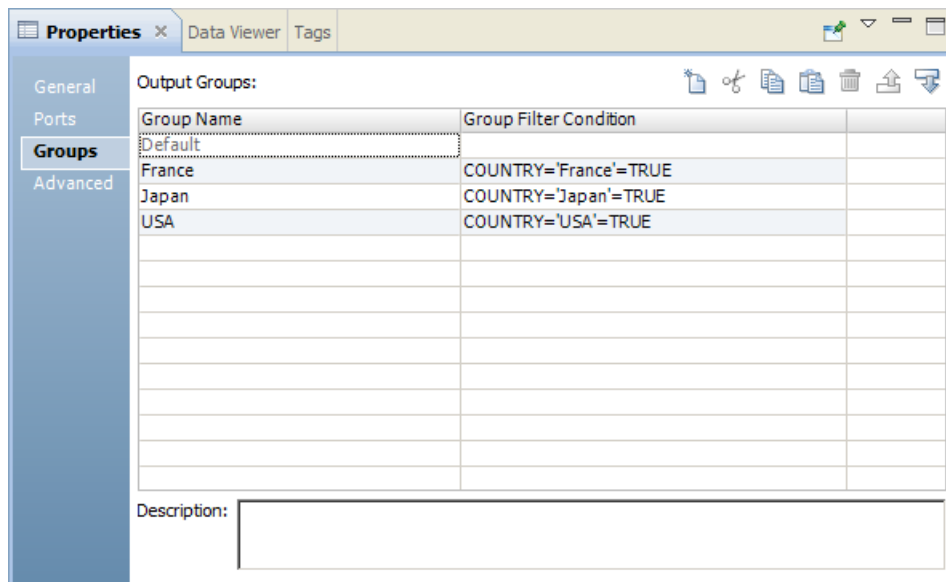 Properties Data Viewer Tags
General
Ports
Groups
Advanced
Output Groups:
Group Name Group Filter Condition
Default
France COUNTRY='France'=TRUE
Japan COUNTRY='Japan'=TRUE
USA COUNTRY='USA'=TRUE
Description: